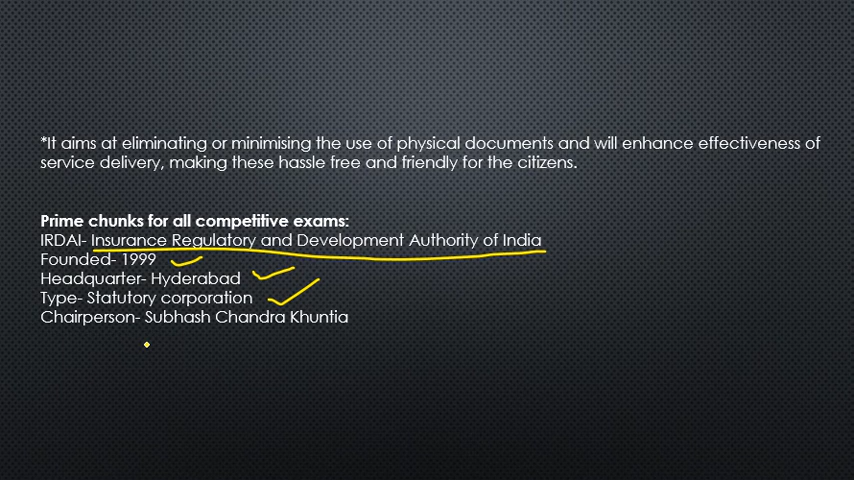 *It aims at eliminating or minimising the use of physical documents and will enhance effectiveness of
service delivery, making these hassle free and friendly for the citizens.
Prime chunks for all competitive exams:
IRDAI- Insurance Regulatory and Development Authority of India
Founded- 1999
Headquarter- Hyderabad
Type- Statutory corporation
Chairperson- Subhash Chandra Khuntia